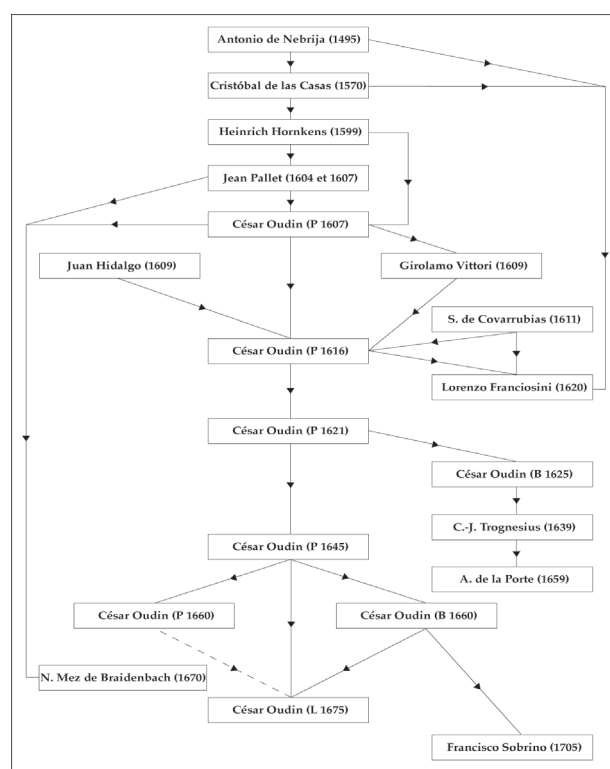 Antonio de Nebrija (1495)
Cristóbal de las Casas (1570)
Heinrich Hornkens (1599)
Jean Pallet (1604 et 1607)
César Oudin (P 1607)
Juan Hidalgo (1609)
Girolamo Vittori (1609)
S. de Covarrubias (1611)
César Oudin (P 1616)
Lorenzo Franciosini (1620)
César Oudin (P 1621)
César Oudin (B 1625)
C.-J. Trognesius (1639)
César Oudin (P 1645)
A. de la Porte (1659)
César Oudin (P 1660)
César Oudin (B 1660)
N. Mez de Braidenbach (1670)
César Oudin (L 1675)
Francisco Sobrino (1705)